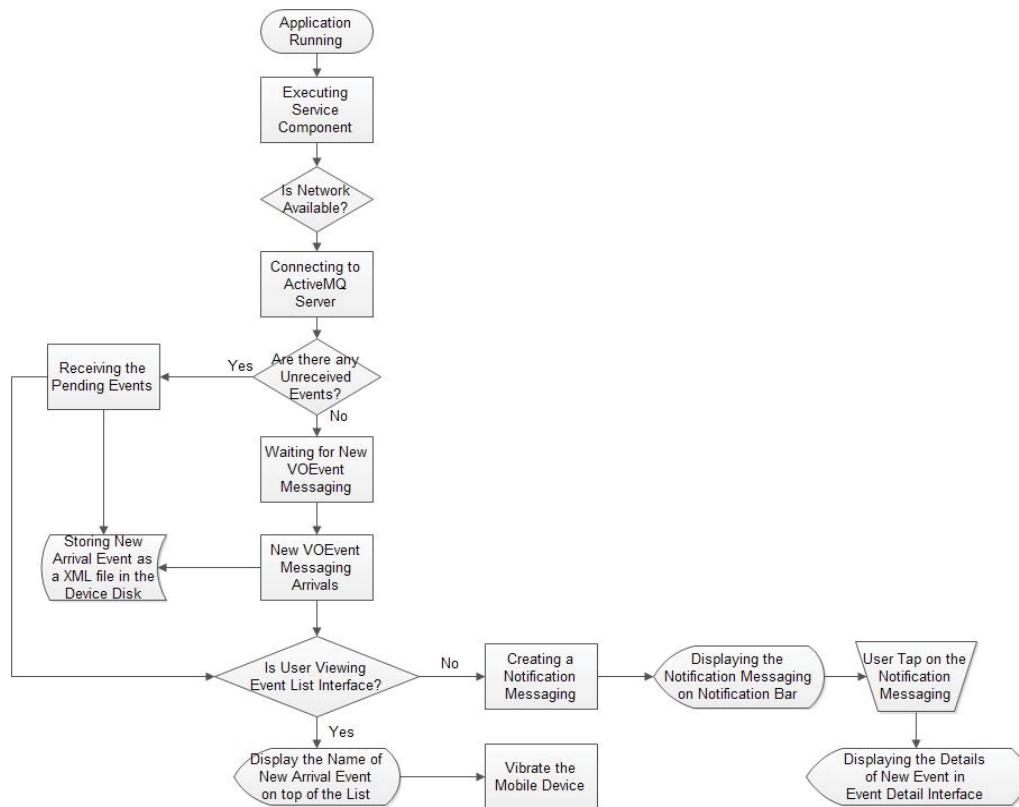 Application
Running
Executing
Service
Component
Is Network
Available?
Connecting to
ActiveMQ
Server
Are there any
Unreceived
Events?
Yes
No
Receiving the
Pending Events
Waiting for New
VOEvent
Messaging
Storing New
Arrival Event as
a XML file in the
Device Disk
New VOEvent
Messaging
Arrivals
Is User Viewing
Event List Interface?
No
Yes
Creating a
Notification
Messaging
Displaying the
Notification Messaging
on Notification Bar
User Tap on the
Notification
Messaging
Display the Name of
New Arrival Event
on top of the List
Vibrate the
Mobile Device
Displaying the Details
of New Event in
Event Detail Interface